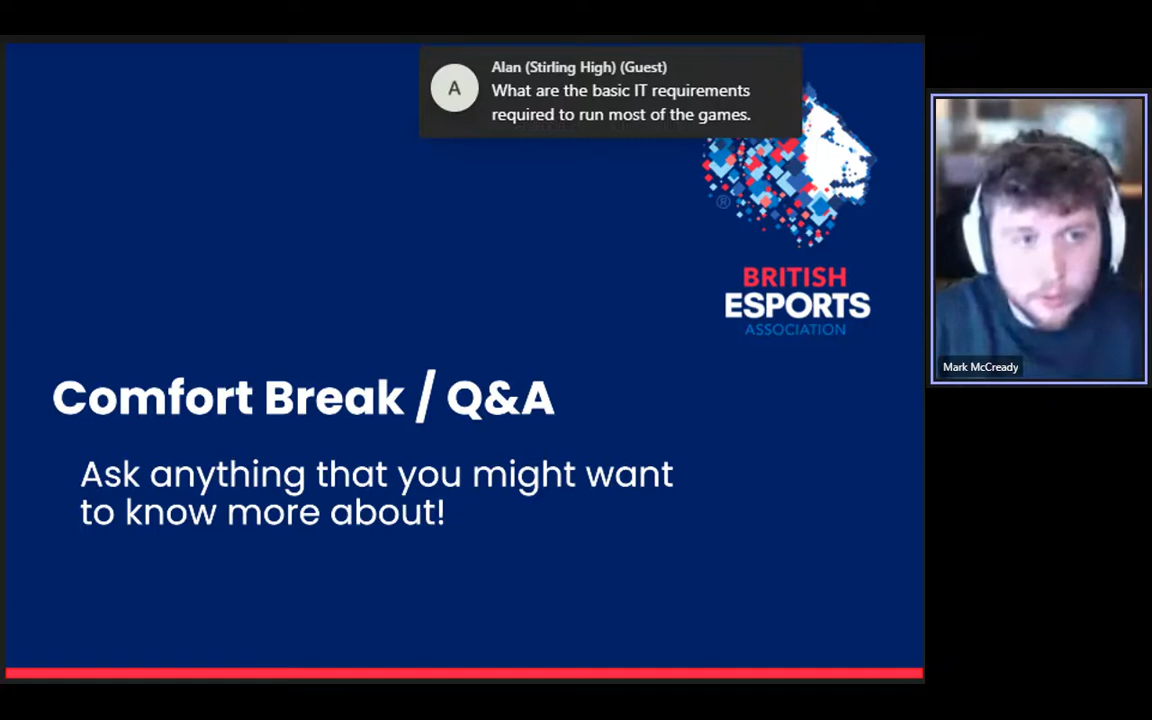 Alan (Stirling High) (Guest)
A
What are the basic IT requirements
required to run most of the games.
®
BRITISH
ESPORTS
ASSOCIATION
Mark McCready
Comfort Break / Q&A
Ask anything that you might want
to know more about!